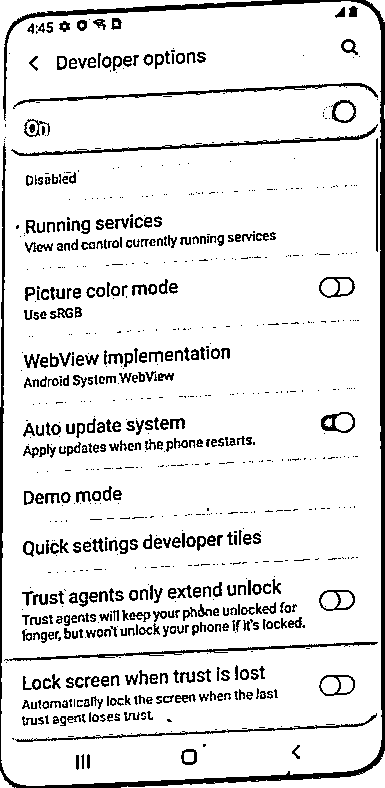 4:45
Developer options
On
Disabled
Running services
View and control currently running services
Picture color mode
Use sRGB
WebView implementation
Android System WebView
Auto update system
Apply updates when the phone restarts.
Demo mode
Quick settings developer tiles
Trust agents only extend unlock
Trust agents will keep your phone unlocked for
longer, but won't unlock your phone if it's locked.
Lock screen when trust is lost
Automatically lock the screen when the last
trust agent loses trust.